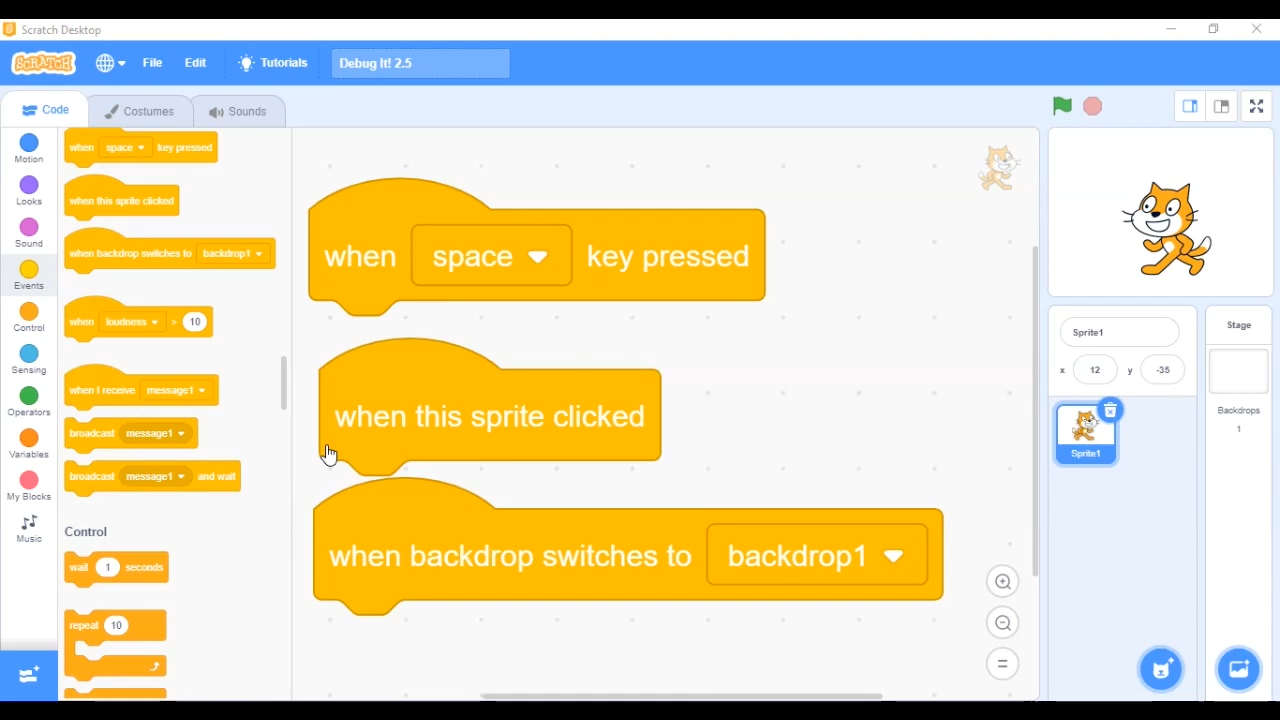 Scratch Desktop
SCRATCH
File
Edit
Tutorials
Debug It! 2.5
Code
Costumes
Sounds
Motion
Looks
Sound
Events
Control
Sensing
Operators
Variables
My Blocks
Music
when space key pressed
when this sprite clicked
when backdrop switches to backdrop1
when loudness > 10
when I receive message1
broadcast message1
broadcast message1 and wait
Control
wait 1 seconds
repeat 10
when space key pressed
when this sprite clicked
when backdrop switches to backdrop1
Sprite1
x 12 y -35
Sprite1
Stage
Backdrops
1